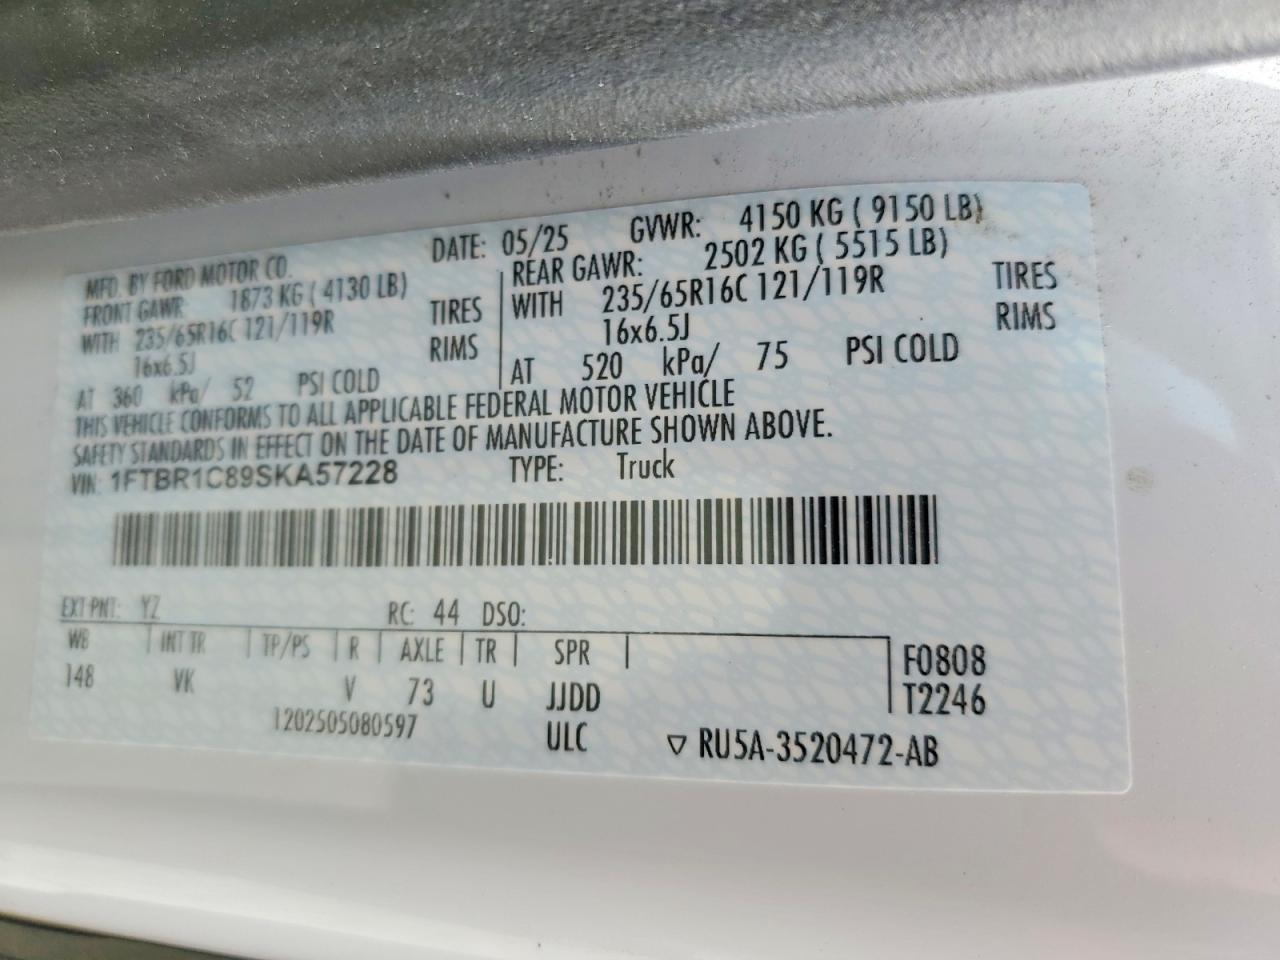 MFD. BY FORD MOTOR CO.
DATE: 05/25 GVWR: 4150 KG ( 9150 LB)
FRONT GAWR: 1873 KG ( 4130 LB)
REAR GAWR: 2502 KG ( 5515 LB)
WITH 235/65R16C 121/119R TIRES
WITH 235/65R16C 121/119R TIRES
16x6.5J RIMS
16x6.5J RIMS
AT 360 kPa/ 52 PSI COLD
AT 520 kPa/ 75 PSI COLD
THIS VEHICLE CONFORMS TO ALL APPLICABLE FEDERAL MOTOR VEHICLE
SAFETY STANDARDS IN EFFECT ON THE DATE OF MANUFACTURE SHOWN ABOVE.
VIN: 1FTBR1C89SKA57228 TYPE: Truck
EXT PNT: YZ RC: 44 DSO:
WB INT TR TP/PS R AXLE TR SPR
148 VK V 73 U JJDD
F0808
T2246
1202505080597 ULC
▽ RU5A-3520472-AB